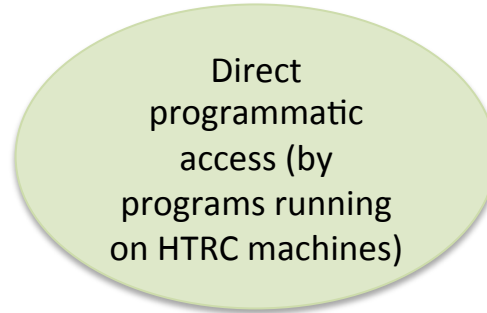 Direct
programmatic
access (by
programs running
on HTRC machines)